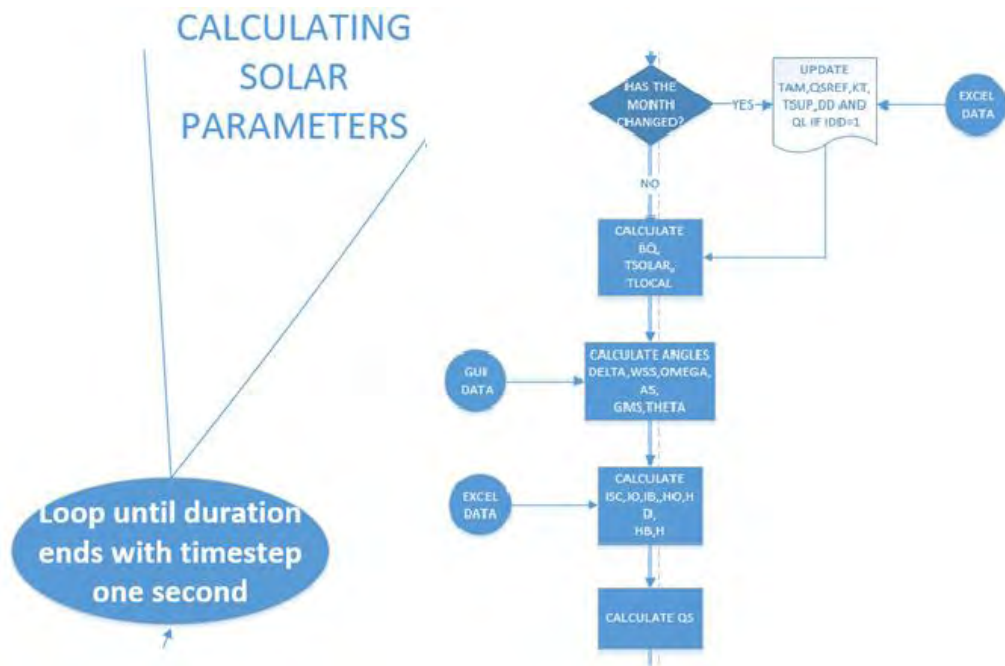 CALCULATING
SOLAR
PARAMETERS
HAS THE
MONTH
CHANGED?
YES
UPDATE
TAM,QSREF,KT,
TSUP,DD AND
QL IF IDD=1
EXCEL
DATA
NO
CALCULATE
BQ,
TSOLAR,
TLOCAL
GUI
DATA
CALCULATE ANGLES
DELTA,WSS,OMEGA,
AS,
GMS,THETA
EXCEL
DATA
CALCULATE
ISC,IO,IB,,HO,H
D,
HB,H
Loop until duration
ends with timestep
one second
CALCULATE QS